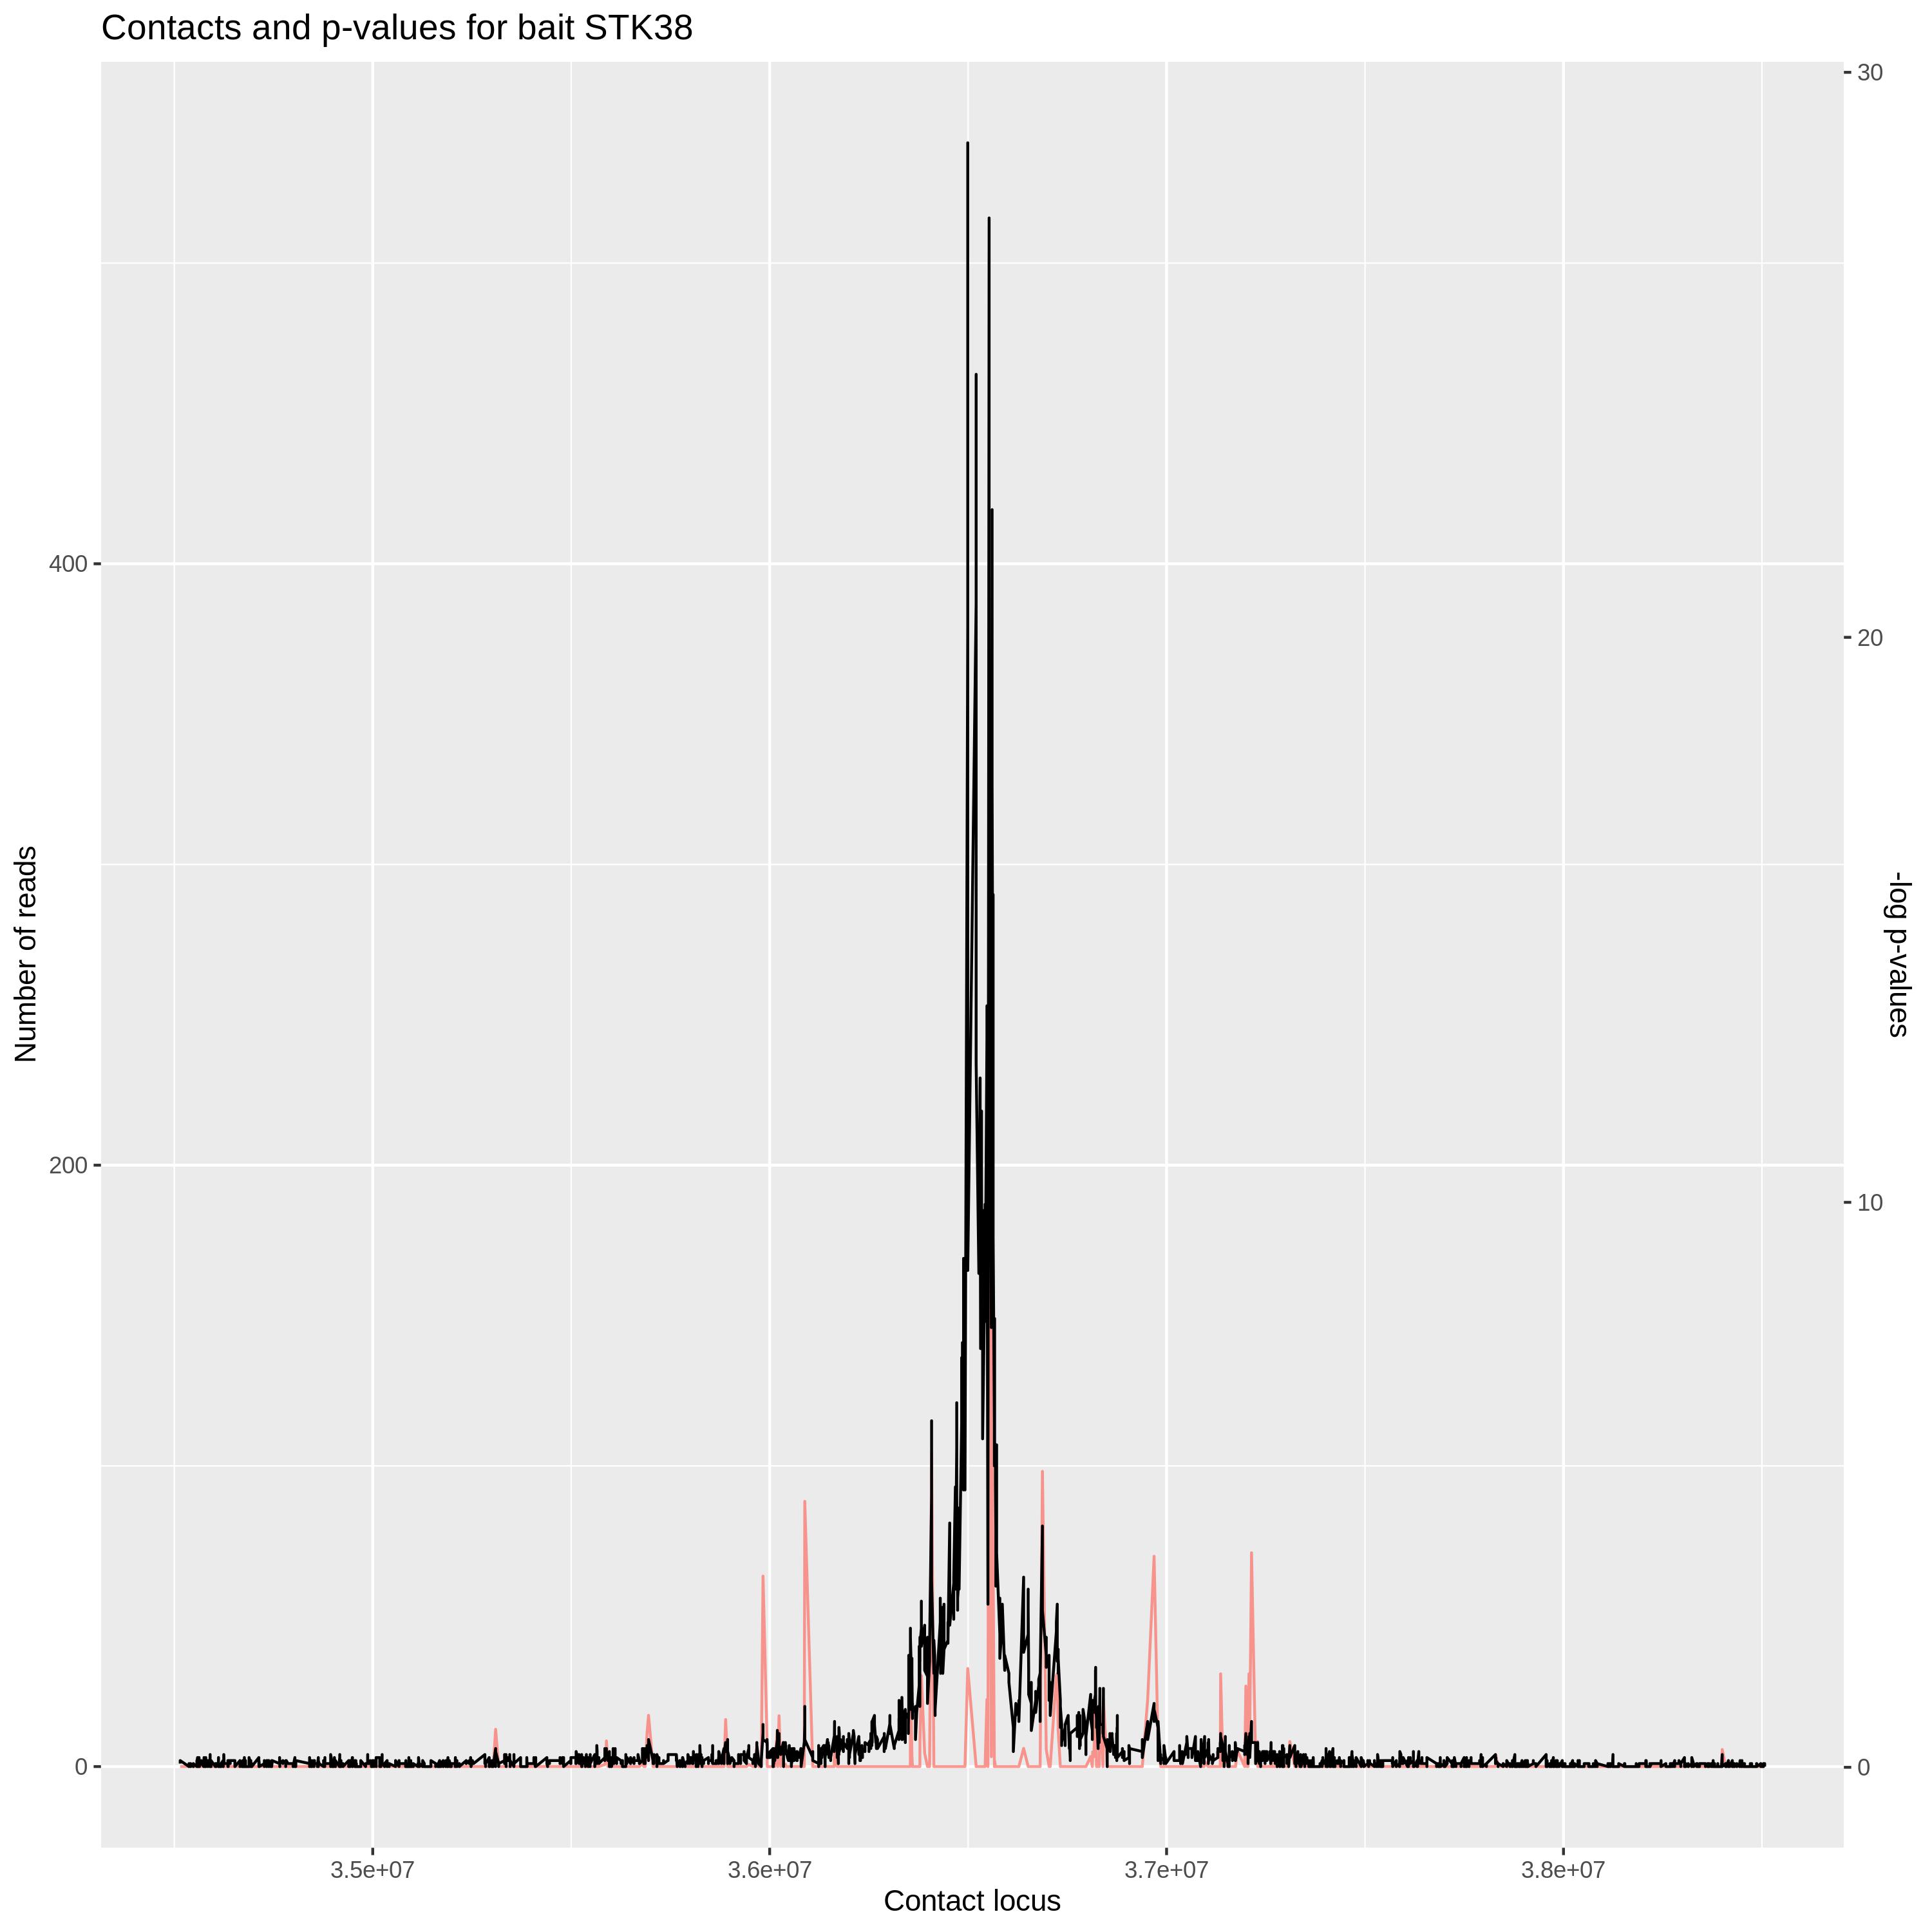 Contacts and p-values for bait STK38
30
400
20
Number of reads
-log p-values
200
10
0
0
3.5e+07
3.6e+07
3.7e+07
3.8e+07
Contact locus